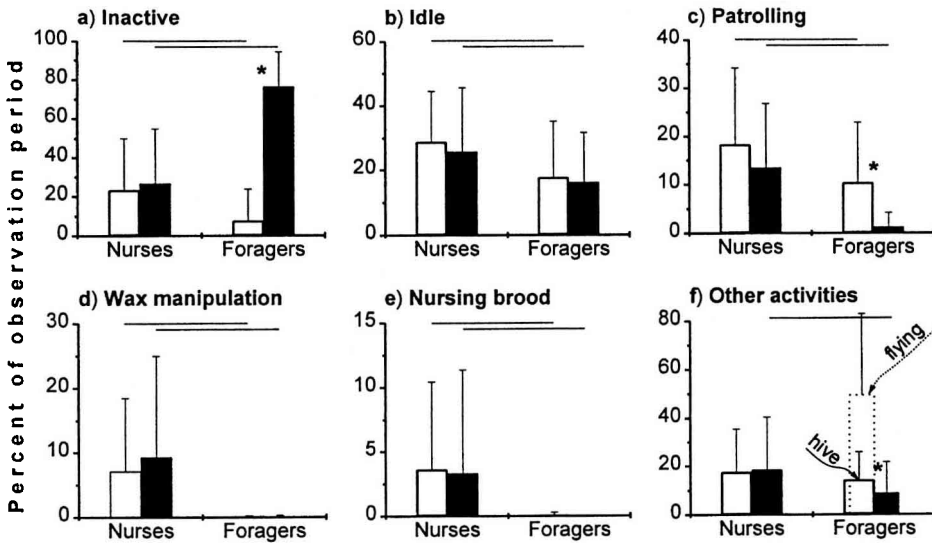 Percent of observation period
a) Inactive
100
80
60
40
20
0
*
Nurses Foragers
b) Idle
60
40
20
0
Nurses Foragers
c) Patrolling
40
30
20
10
0
*
Nurses Foragers
d) Wax manipulation
30
20
10
0
Nurses Foragers
e) Nursing brood
15
10
5
0
Nurses Foragers
f) Other activities
80
60
40
20
0
flying
hive
*
Nurses Foragers